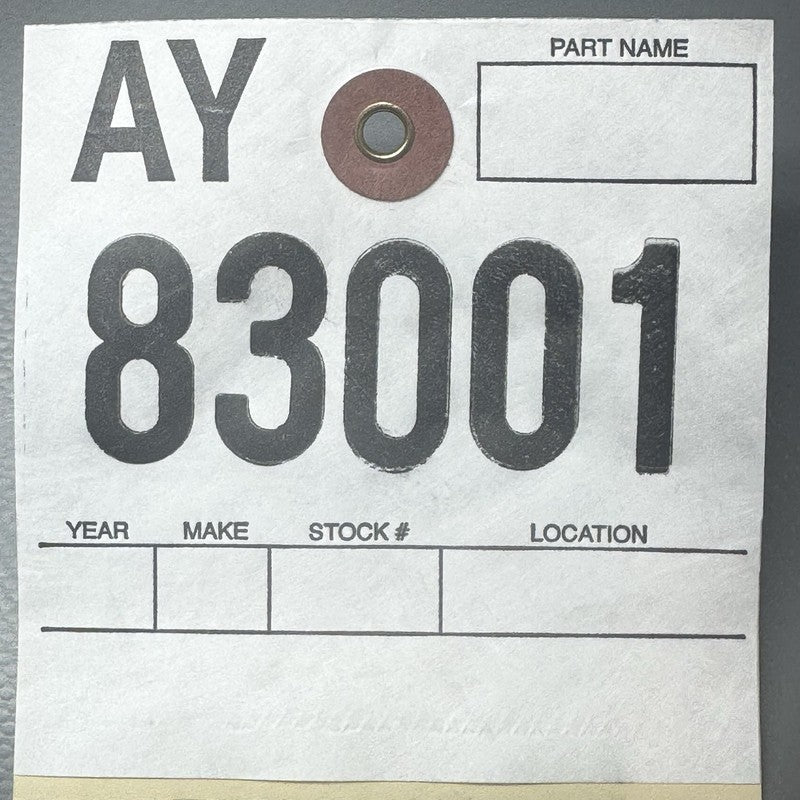 AY
PART NAME
83001
YEAR MAKE STOCK # LOCATION